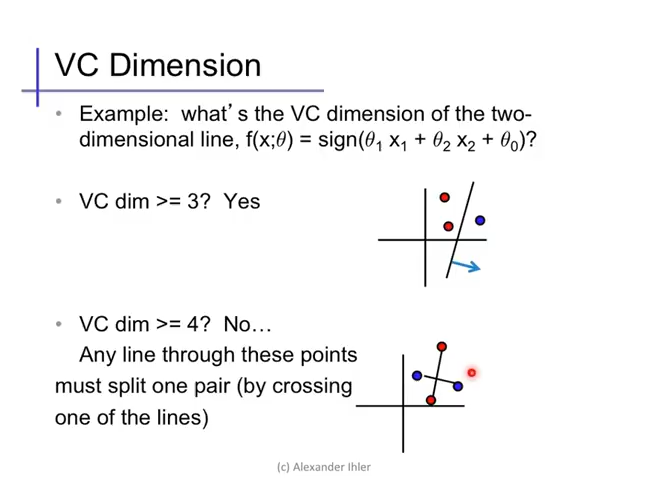 VC Dimension
• Example: what's the VC dimension of the two-
dimensional line, f(x;θ) = sign(θ₁ x₁ + θ₂ x₂ + θ₀)?
• VC dim >= 3? Yes
• VC dim >= 4? No…
Any line through these points
must split one pair (by crossing
one of the lines)
(c) Alexander Ihler